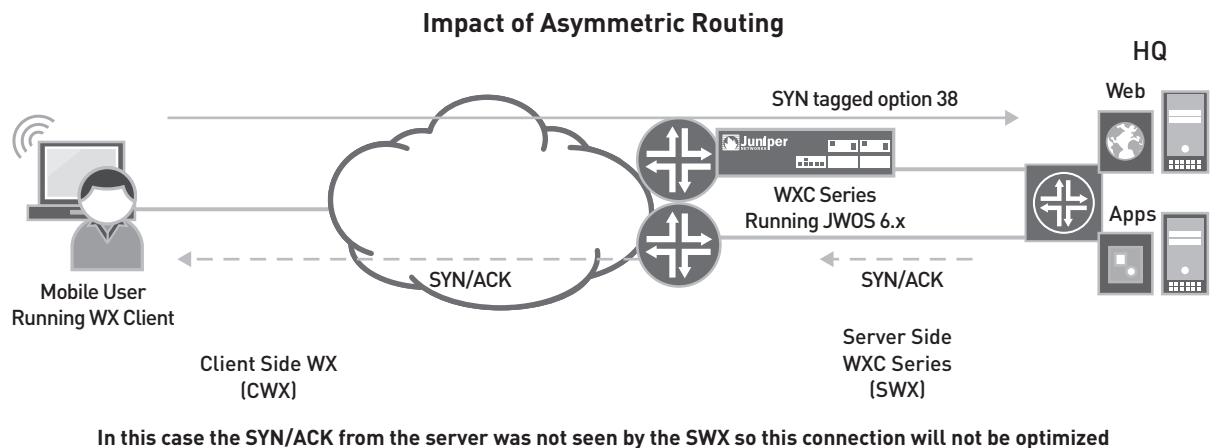 Impact of Asymmetric Routing
HQ
SYN tagged option 38
Web
Juniper
NETWORKS
WXC Series
Running JWOS 6.x
Apps
SYN/ACK
SYN/ACK
Mobile User
Running WX Client
Client Side WX
(CWX)
Server Side
WXC Series
(SWX)
In this case the SYN/ACK from the server was not seen by the SWX so this connection will not be optimized